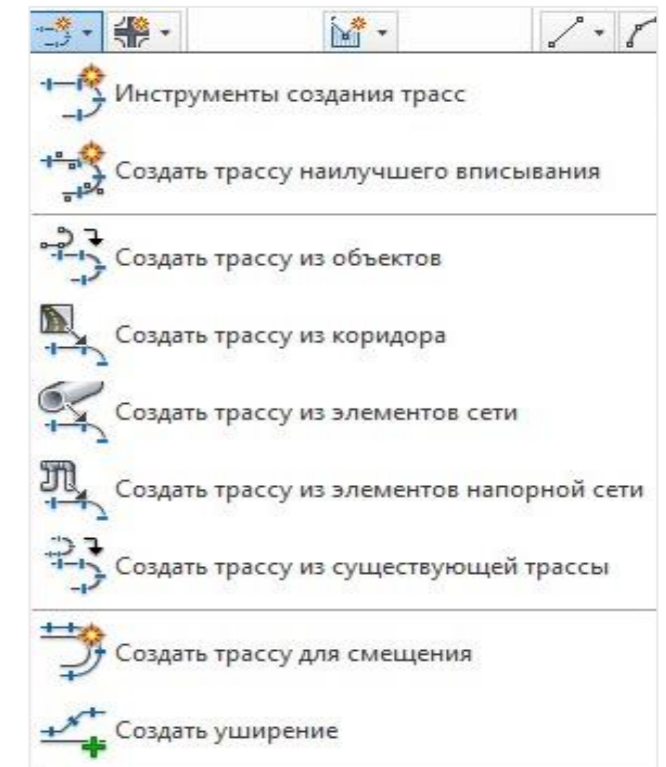 Инструменты создания трасс
Создать трассу наилучшего вписывания
Создать трассу из объектов
Создать трассу из коридора
Создать трассу из элементов сети
Создать трассу из элементов напорной сети
Создать трассу из существующей трассы
Создать трассу для смещения
Создать уширение